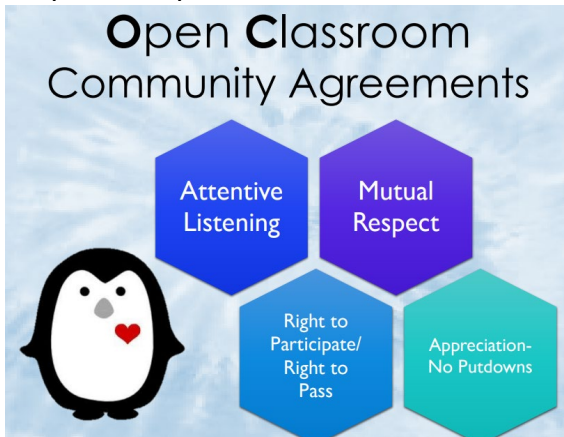 Open Classroom
Community Agreements
Attentive
Listening
Mutual
Respect
Right to
Participate/
Right to
Pass
Appreciation-
No Putdowns